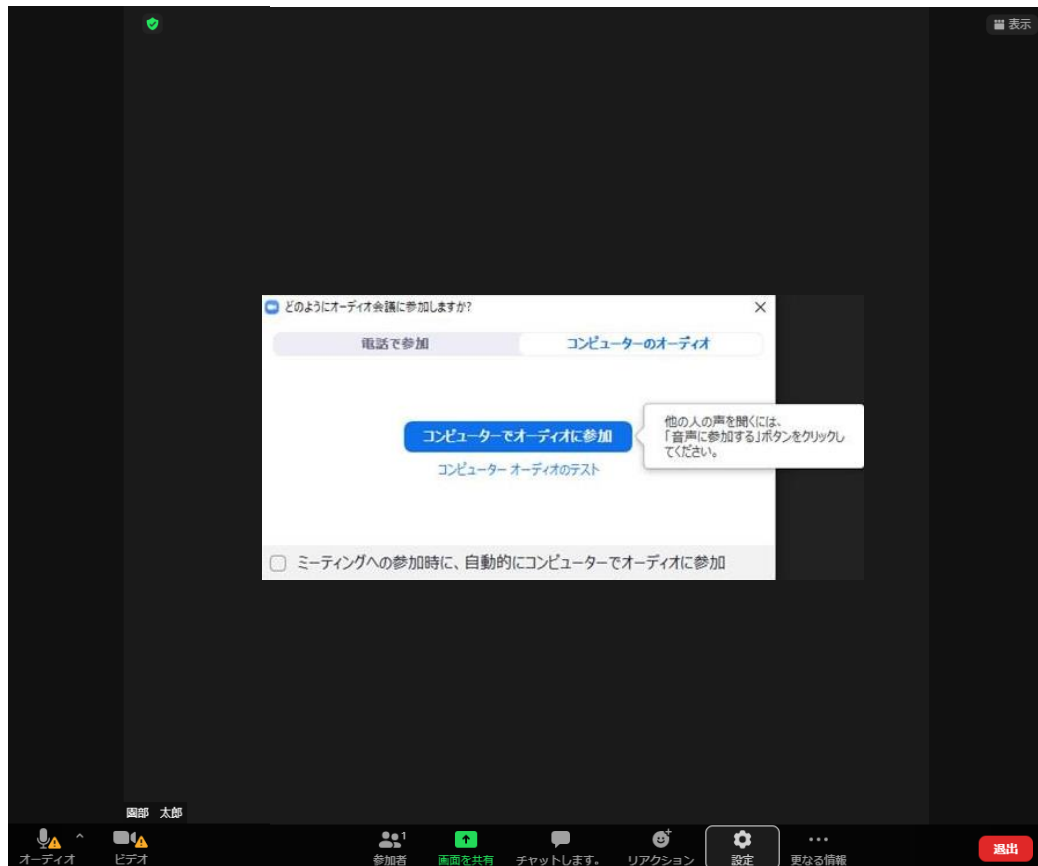 表示
どのようにオーディオ会議に参加しますか?
電話で参加
コンピューターのオーディオ
コンピューターでオーディオに参加
他の人の声を聞くには、
「音声に参加する」ボタンをクリックし
てください。
コンピューター オーディオのテスト
ミーティングへの参加時に、自動的にコンピューターでオーディオに参加
園部 太郎
1
オーディオ
ビデオ
参加者
画面を共有
チャットします。
リアクション
設定
更なる情報
退出